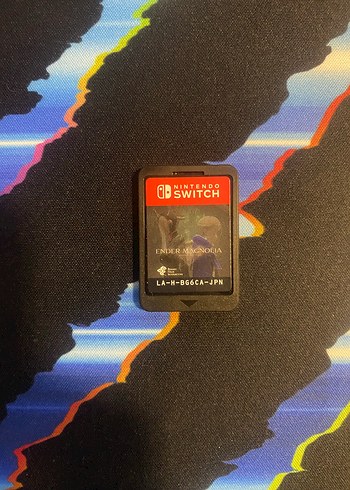 NINTENDO
SWITCH
ENDER MAGNOLIA
LA-H-BG6CA-JPN